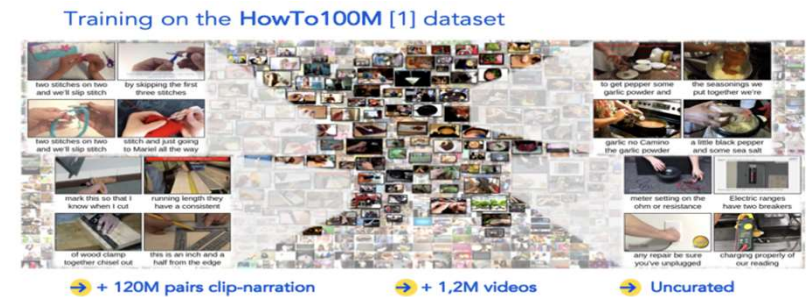 Training on the HowTo100M [1] dataset
two stitches on two
and we'll slip stitch
by skipping the first
three stitches
two stitches on two
and we'll slip stitch
stitch and just going
to Mariel all the way
mark this so that I
know when I cut
running length they
have a consistent
of wood clamp
together chisel out
this is an inch and a
half from the edge
to get pepper some
garlic powder and
the seasonings we
put together we're
garlic no Camino
the garlic powder
a little black pepper
and some sea salt
meter setting on the
ohm or resistance
Electric ranges
have two breakers
any repair be sure
you've unplugged
charging properly of
our reading
+ 120M pairs clip-narration
+ 1,2M videos
Uncurated